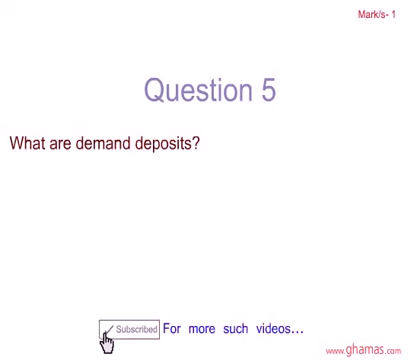 Mark/s- 1
Question 5
What are demand deposits?
Subscribed For more such videos...
www.ghamas.com